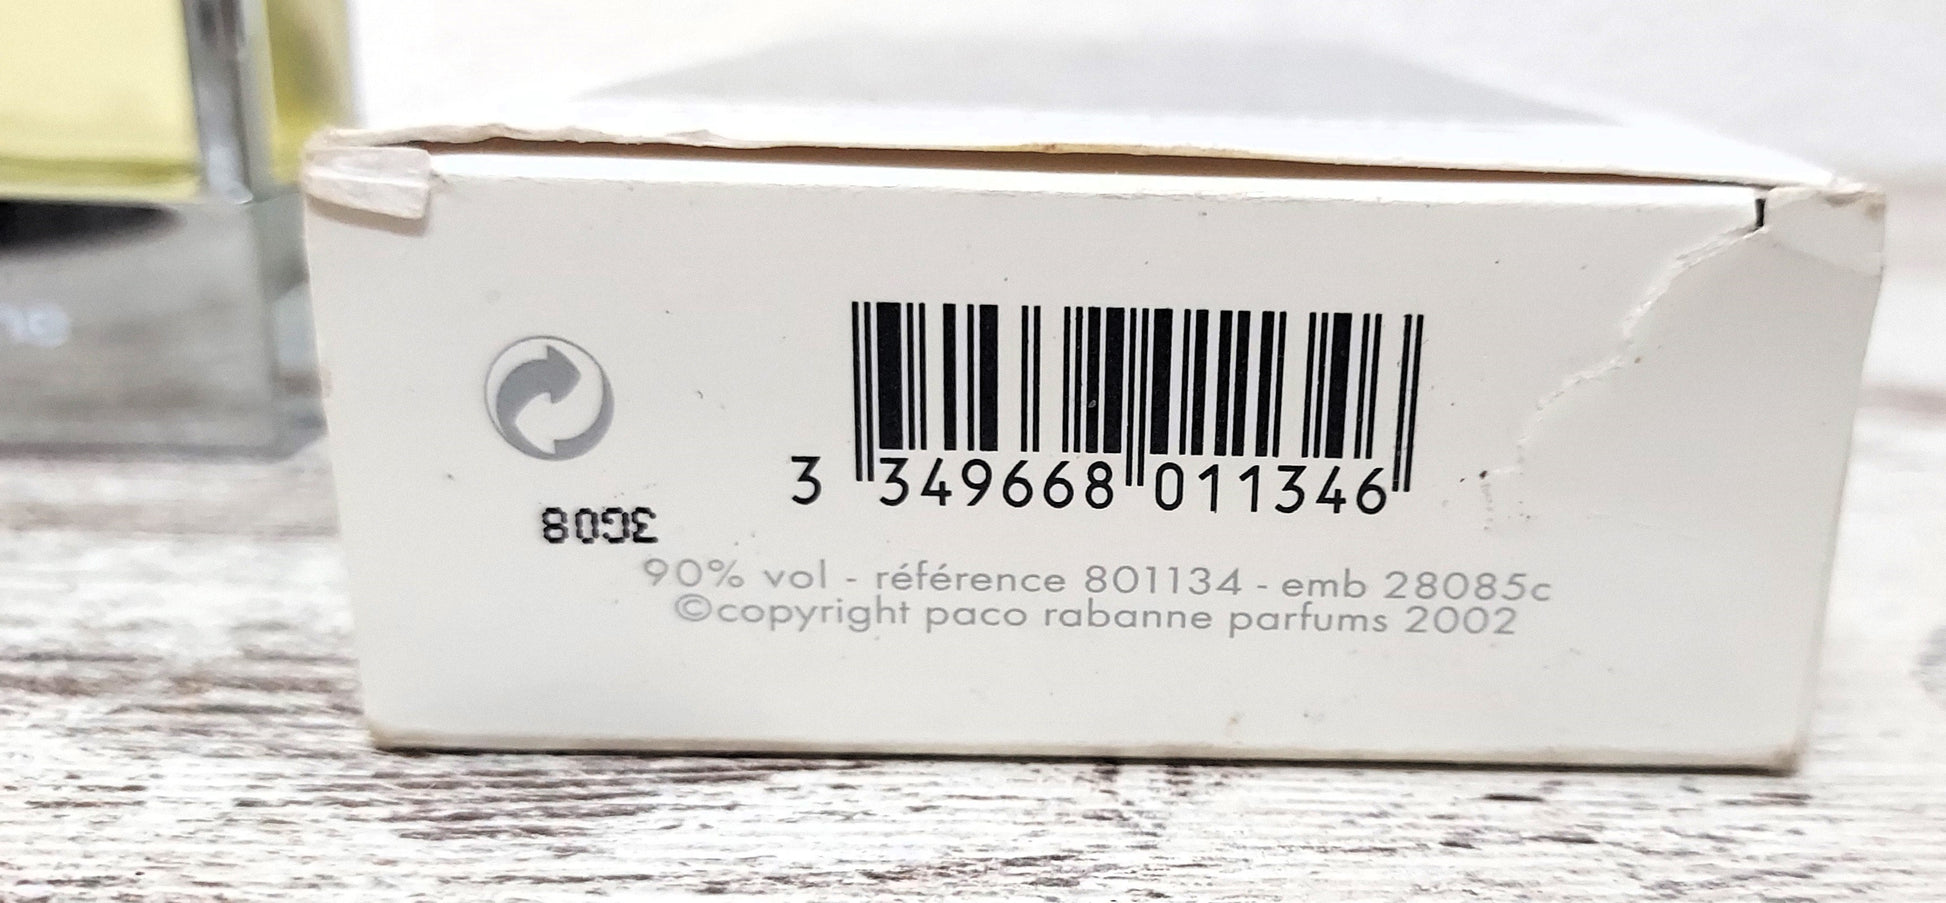 3 349668 011346
3G08
90% vol - référence 801134 - emb 28085c
©copyright paco rabanne parfums 2002